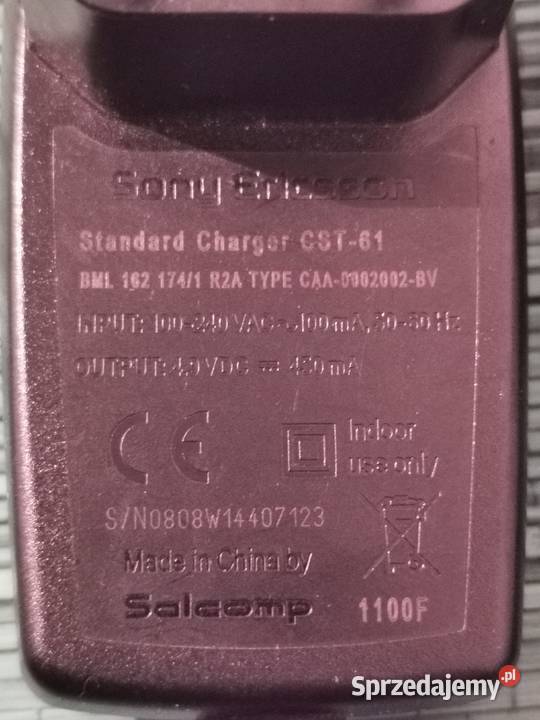 Sony Ericsson
Standard Charger CST-61
BML 162 174/1 R2A TYPE CAA-0002002-BV
INPUT: 100-240 VAC~, 100mA, 50-60 Hz
OUTPUT: 4.9 VDC ⎓ 450 mA
CE
Indoor
use only
S/N0808W14407123
Made in China by
Salcomp 1100F
Sprzedajemy.pl